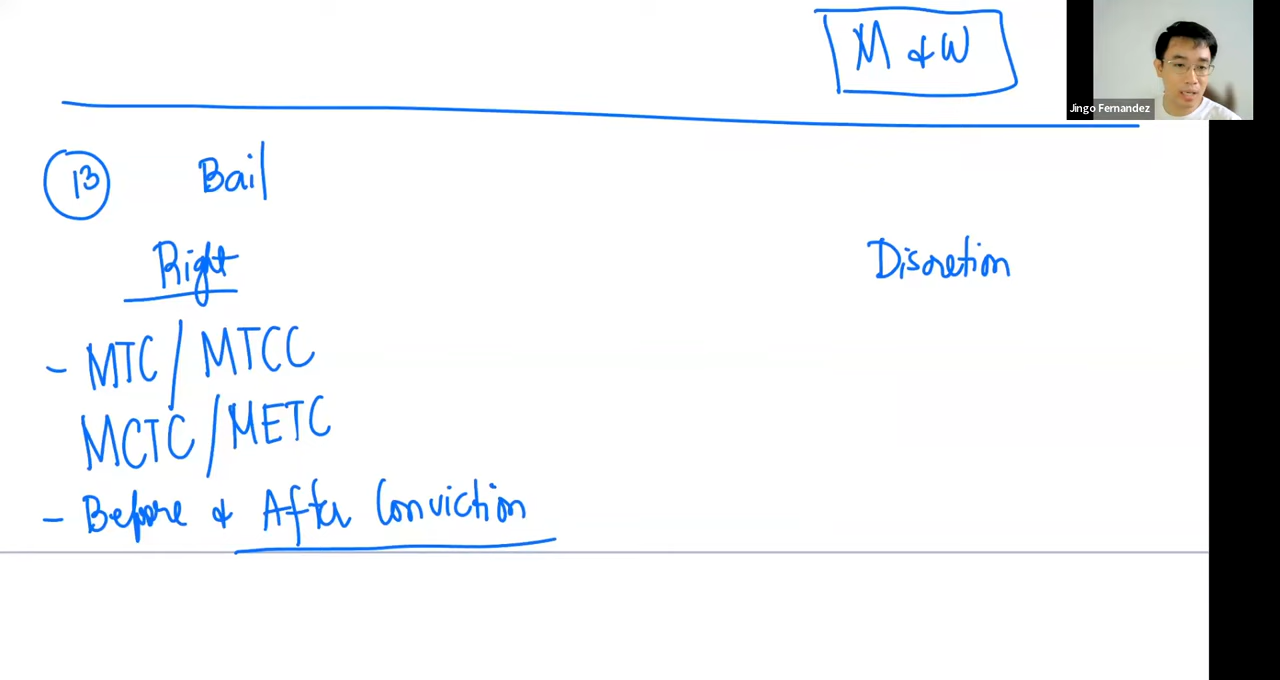 M & W
Jingo Fernandez
13 Bail
Right Discretion
- MTC / MTCC
MCTC / METC
- Before & After Conviction